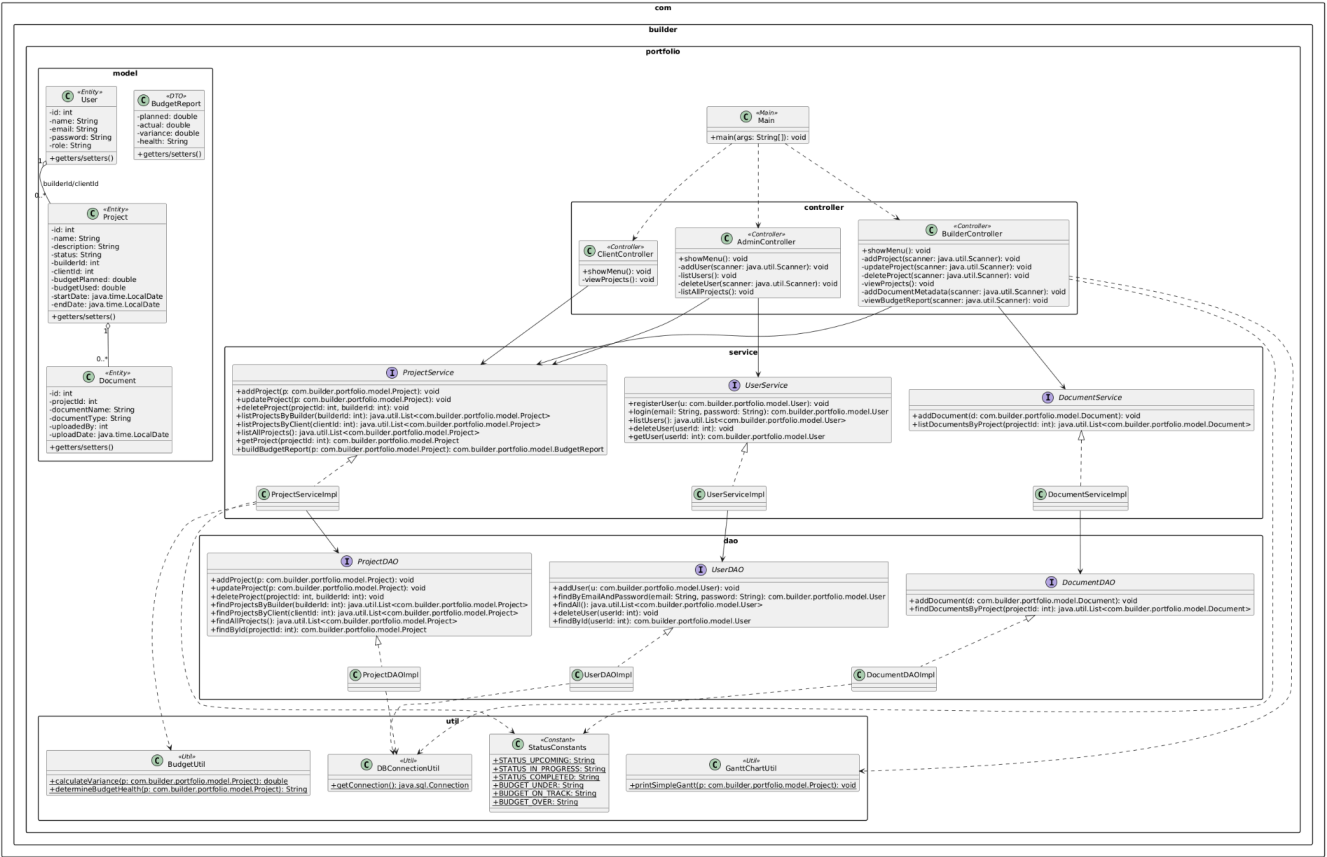 com
builder
portfolio
model
«Entity»
C User
-id: int
-name: String
-email: String
-password: String
-role: String
+getters/setters()
«DTO»
C BudgetReport
-planned: double
-actual: double
-variance: double
-health: String
+getters/setters()
1
builderId/clientId
0..*
«Entity»
C Project
-id: int
-name: String
-description: String
-status: String
-builderId: int
-clientId: int
-budgetPlanned: double
-budgetUsed: double
-startDate: java.time.LocalDate
-endDate: java.time.LocalDate
+getters/setters()
1
0..*
«Entity»
C Document
-id: int
-projectId: int
-documentName: String
-documentType: String
-uploadedBy: int
-uploadDate: java.time.LocalDate
+getters/setters()
«Main»
C Main
+main(args: String[]): void
controller
«Controller»
C ClientController
+showMenu(): void
-viewProjects(): void
«Controller»
C AdminController
+showMenu(): void
-addUser(scanner: java.util.Scanner): void
-listUsers(): void
-deleteUser(scanner: java.util.Scanner): void
-listAllProjects(): void
«Controller»
C BuilderController
+showMenu(): void
-addProject(scanner: java.util.Scanner): void
-updateProject(scanner: java.util.Scanner): void
-deleteProject(scanner: java.util.Scanner): void
-viewProjects(): void
-addDocumentMetadata(scanner: java.util.Scanner): void
-viewBudgetReport(scanner: java.util.Scanner): void
service
I ProjectService
+addProject(p: com.builder.portfolio.model.Project): void
+updateProject(p: com.builder.portfolio.model.Project): void
+deleteProject(projectId: int, builderId: int): void
+listProjectsByBuilder(builderId: int): java.util.List<com.builder.portfolio.model.Project>
+listProjectsByClient(clientId: int): java.util.List<com.builder.portfolio.model.Project>
+listAllProjects(): java.util.List<com.builder.portfolio.model.Project>
+getProject(projectId: int): com.builder.portfolio.model.Project
+buildBudgetReport(p: com.builder.portfolio.model.Project): com.builder.portfolio.model.BudgetReport
I UserService
+registerUser(u: com.builder.portfolio.model.User): void
+login(email: String, password: String): com.builder.portfolio.model.User
+listUsers(): java.util.List<com.builder.portfolio.model.User>
+deleteUser(userId: int): void
+getUser(userId: int): com.builder.portfolio.model.User
I DocumentService
+addDocument(d: com.builder.portfolio.model.Document): void
+listDocumentsByProject(projectId: int): java.util.List<com.builder.portfolio.model.Document>
C ProjectServiceImpl
C UserServiceImpl
C DocumentServiceImpl
dao
I ProjectDAO
+addProject(p: com.builder.portfolio.model.Project): void
+updateProject(p: com.builder.portfolio.model.Project): void
+deleteProject(projectId: int, builderId: int): void
+findProjectsByBuilder(builderId: int): java.util.List<com.builder.portfolio.model.Project>
+findProjectsByClient(clientId: int): java.util.List<com.builder.portfolio.model.Project>
+findAllProjects(): java.util.List<com.builder.portfolio.model.Project>
+findById(projectId: int): com.builder.portfolio.model.Project
I UserDAO
+addUser(u: com.builder.portfolio.model.User): void
+findByEmailAndPassword(email: String, password: String): com.builder.portfolio.model.User
+findAll(): java.util.List<com.builder.portfolio.model.User>
+deleteUser(userId: int): void
+findById(userId: int): com.builder.portfolio.model.User
I DocumentDAO
+addDocument(d: com.builder.portfolio.model.Document): void
+findDocumentsByProject(projectId: int): java.util.List<com.builder.portfolio.model.Document>
C ProjectDAOImpl
C UserDAOImpl
C DocumentDAOImpl
util
«Util»
C BudgetUtil
+calculateVariance(p: com.builder.portfolio.model.Project): double
+determineBudgetHealth(p: com.builder.portfolio.model.Project): String
«Util»
C DBConnectionUtil
+getConnection(): java.sql.Connection
«Constant»
C StatusConstants
+STATUS_UPCOMING: String
+STATUS_IN_PROGRESS: String
+STATUS_COMPLETED: String
+BUDGET_UNDER: String
+BUDGET_ON_TRACK: String
+BUDGET_OVER: String
«Util»
C GanttChartUtil
+printSimpleGantt(p: com.builder.portfolio.model.Project): void